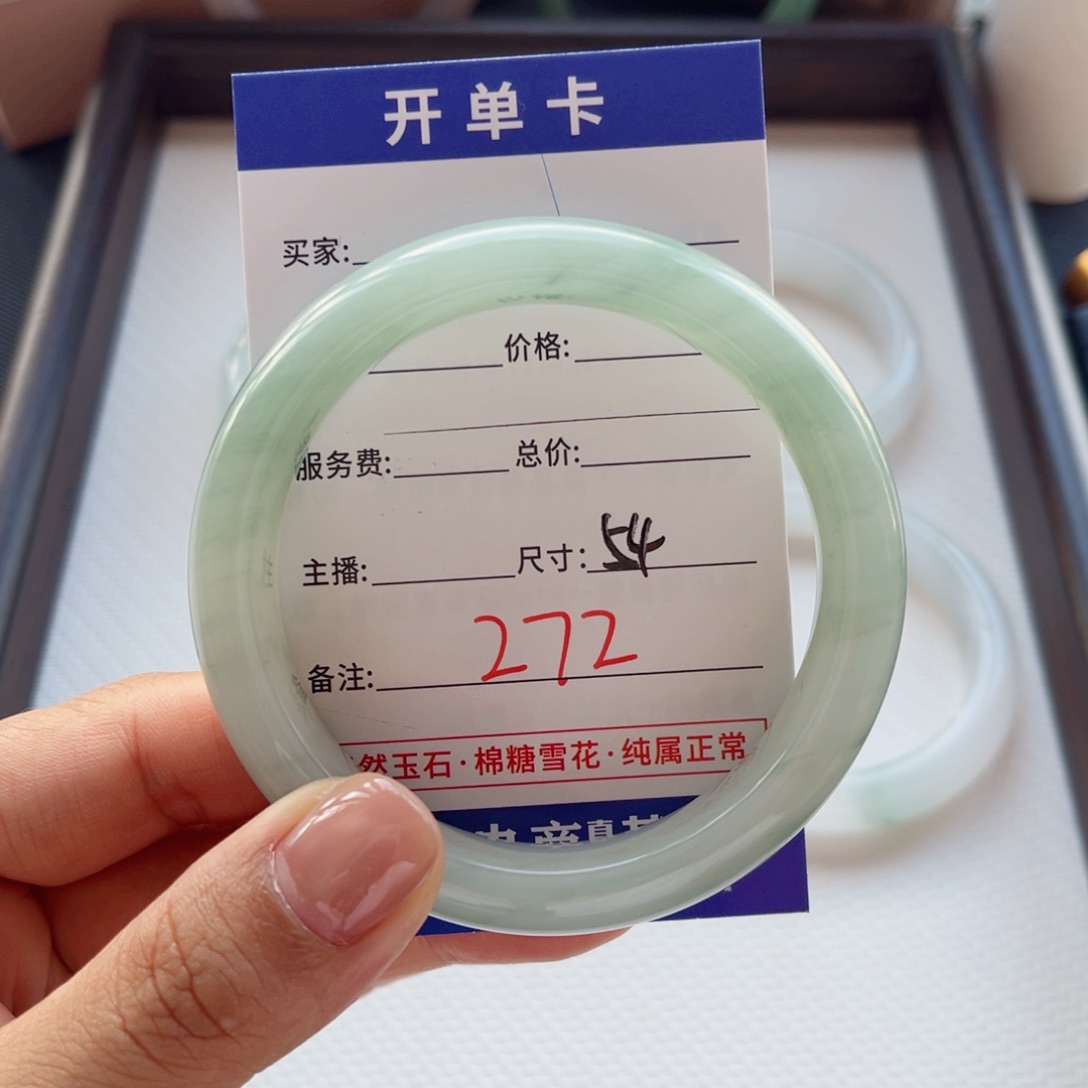 开单卡
买家:
价格:
服务费: 总价:
主播: 尺寸: 54
272
备注:
然玉石·棉糖雪花·纯属正常